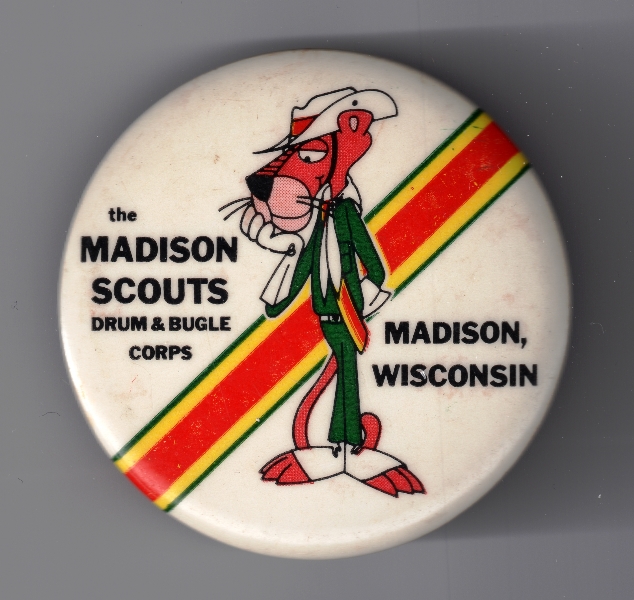 the
MADISON
SCOUTS
DRUM & BUGLE
CORPS
MADISON,
WISCONSIN